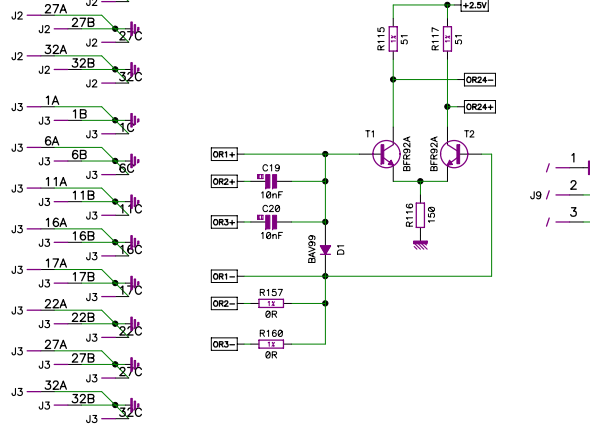 J2
J2 27A
27B
J2 27C
J2 32A
32B
J2 32C
J3 1A
J3 1B
J3 1C
J3 6A
J3 6B
J3 6C
J3 11A
J3 11B
J3 11C
J3 16A
J3 16B
J3 16C
J3 17A
J3 17B
J3 17C
J3 22A
J3 22B
J3 22C
J3 27A
J3 27B
J3 27C
J3 32A
J3 32B
J3 32C
+2.5V
R115
1%
51
R117
1%
51
OR24-
OR24+
T1
BFR92A
BFR92A
T2
OR1+
OR2+
C19
10nF
OR3+
C20
10nF
R116
150
BAV99
D1
OR1-
OR2-
R157
1%
0R
OR3-
R160
1%
0R
1
J9 2
3